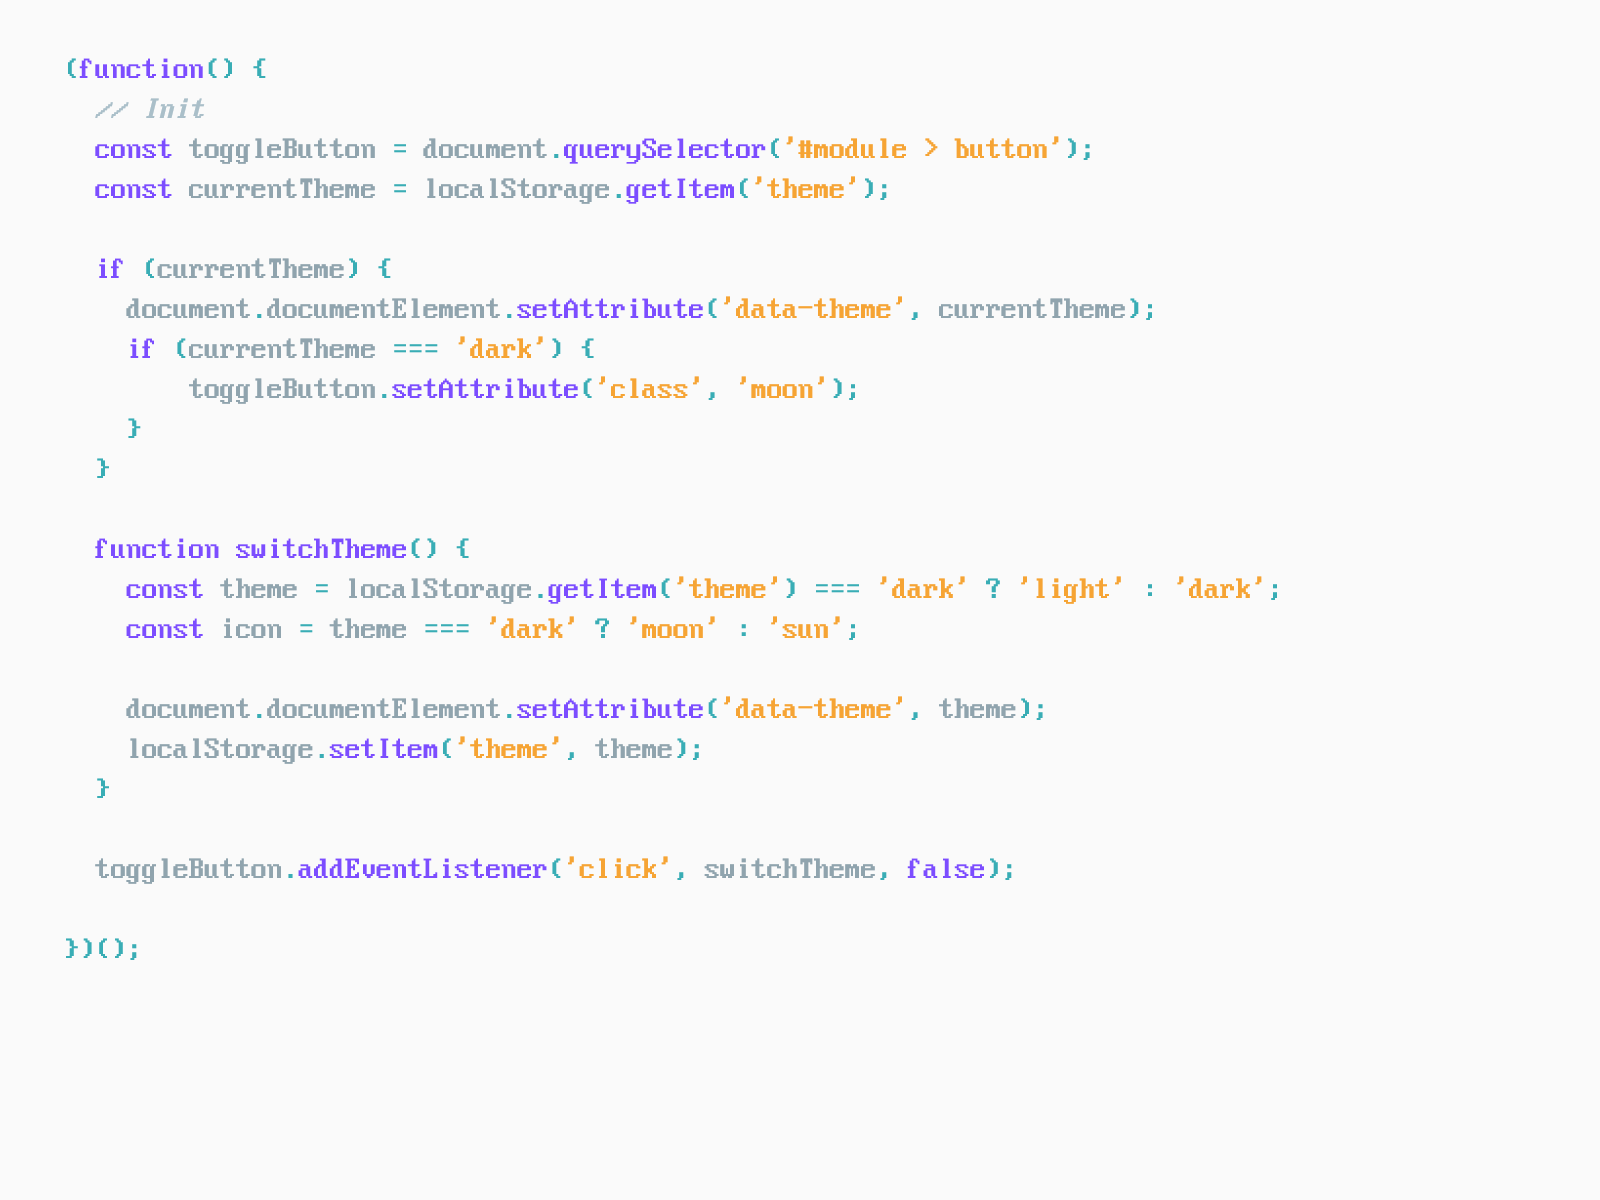 (function() {
  // Init
  const toggleButton = document.querySelector('#module > button');
  const currentTheme = localStorage.getItem('theme');

  if (currentTheme) {
    document.documentElement.setAttribute('data-theme', currentTheme);
    if (currentTheme === 'dark') {
        toggleButton.setAttribute('class', 'moon');
    }
  }

  function switchTheme() {
    const theme = localStorage.getItem('theme') === 'dark' ? 'light' : 'dark';
    const icon = theme === 'dark' ? 'moon' : 'sun';

    document.documentElement.setAttribute('data-theme', theme);
    localStorage.setItem('theme', theme);
  }

  toggleButton.addEventListener('click', switchTheme, false);

})();